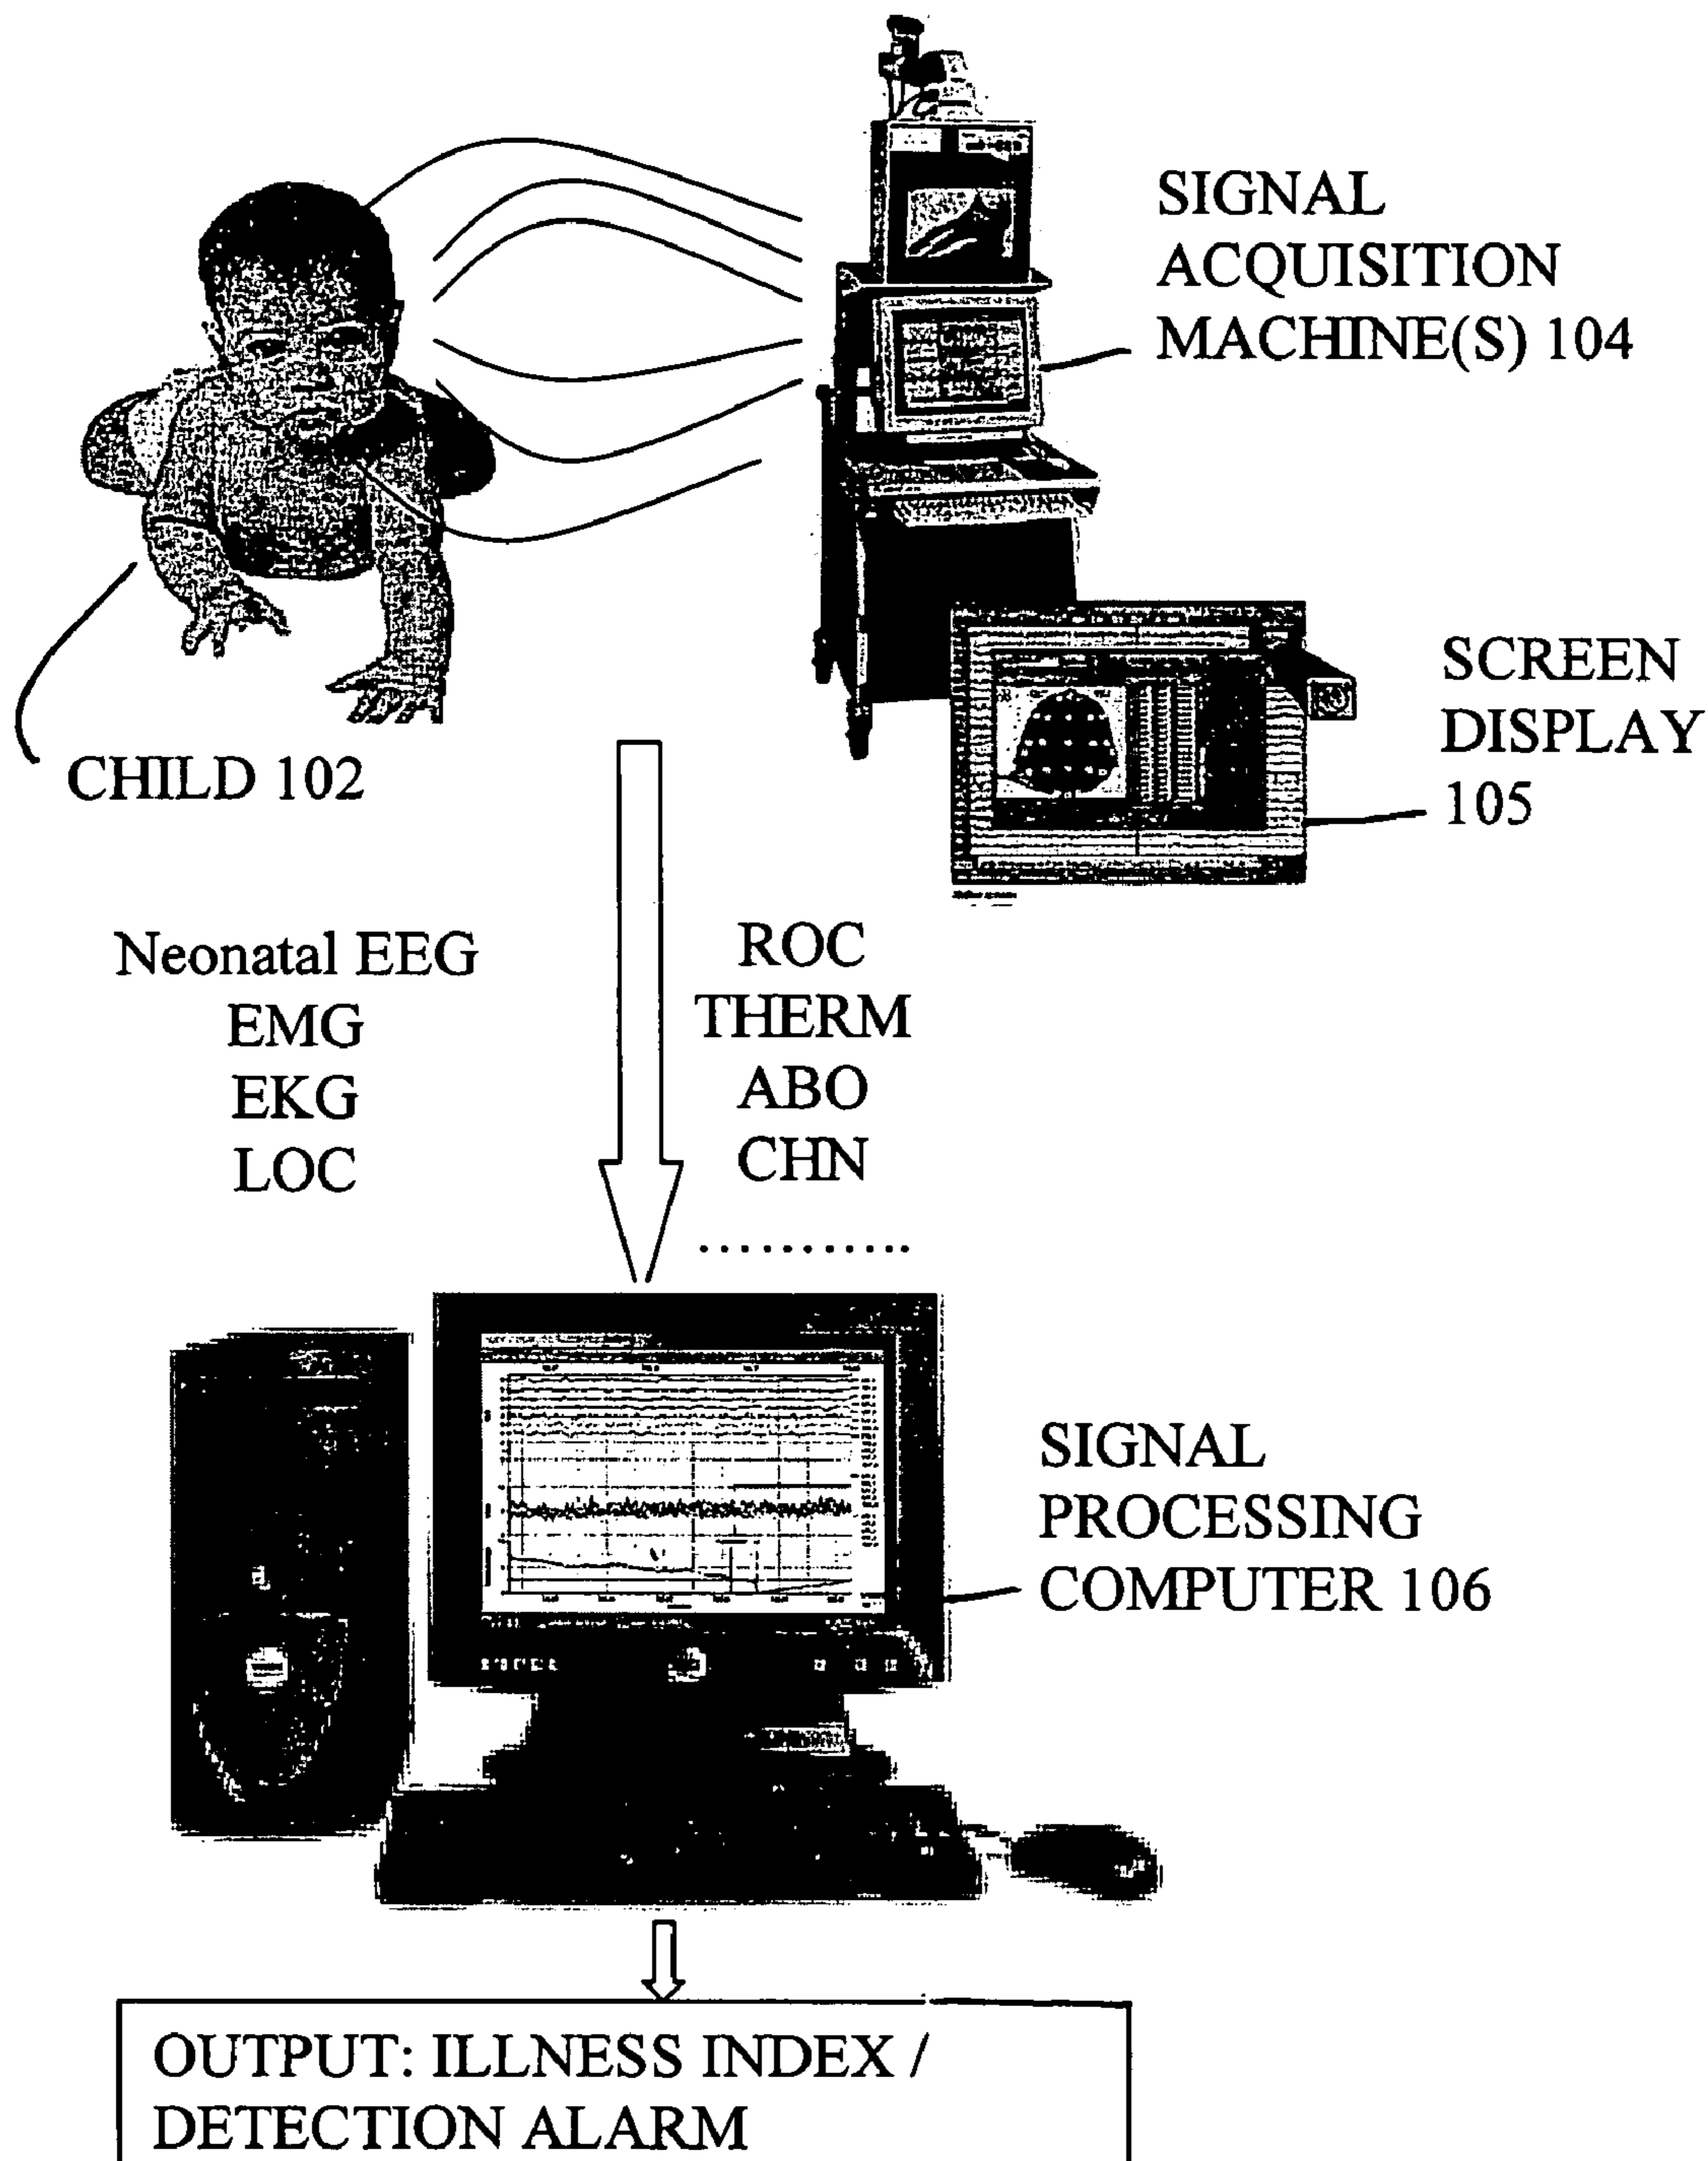 SIGNAL
ACQUISITION
MACHINE(S) 104
CHILD 102
SCREEN
DISPLAY
105
Neonatal EEG
EMG
EKG
LOC
ROC
THERM
ABO
CHN
...........
SIGNAL
PROCESSING
COMPUTER 106
OUTPUT: ILLNESS INDEX /
DETECTION ALARM